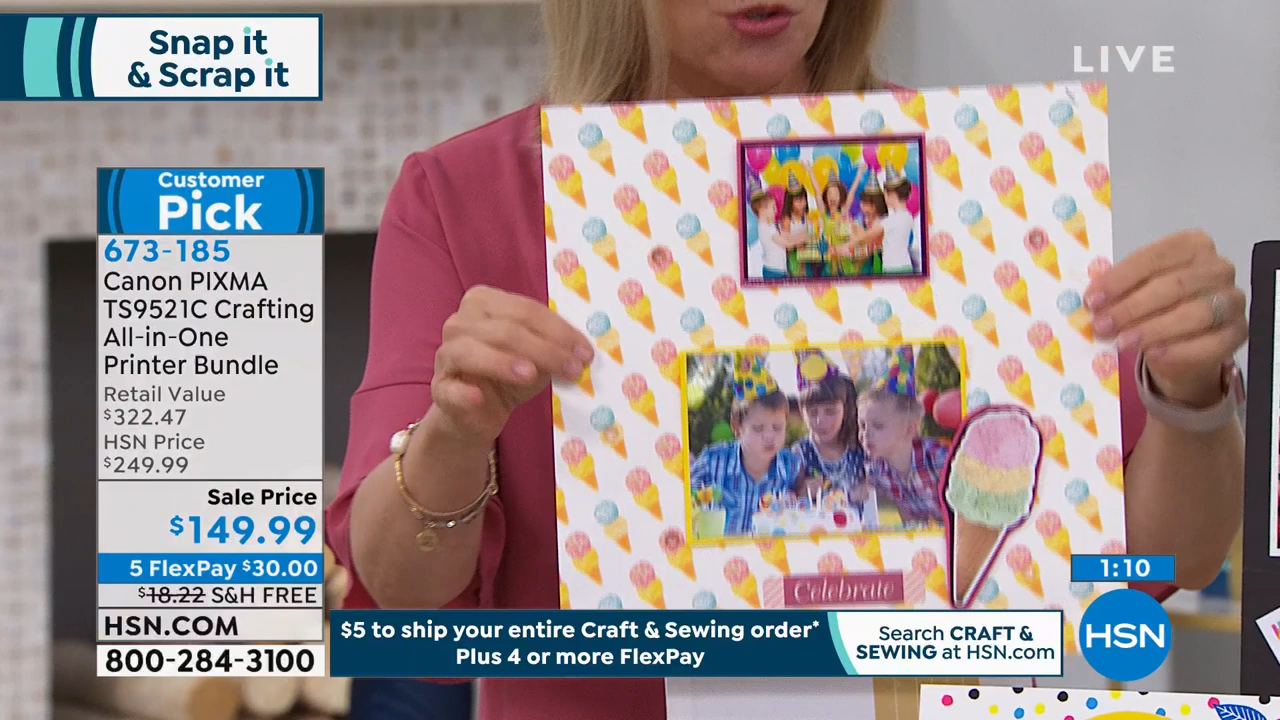 Snap it
& Scrap it
LIVE
Customer
Pick
673-185
Canon PIXMA
TS9521C Crafting
All-in-One
Printer Bundle
Retail Value
$322.47
HSN Price
$249.99
Sale Price
$149.99
5 FlexPay $30.00
$18.22 S&H FREE
HSN.COM
800-284-3100
Celebrate
1:10
$5 to ship your entire Craft & Sewing order*
Plus 4 or more FlexPay
Search CRAFT &
SEWING at HSN.com
HSN